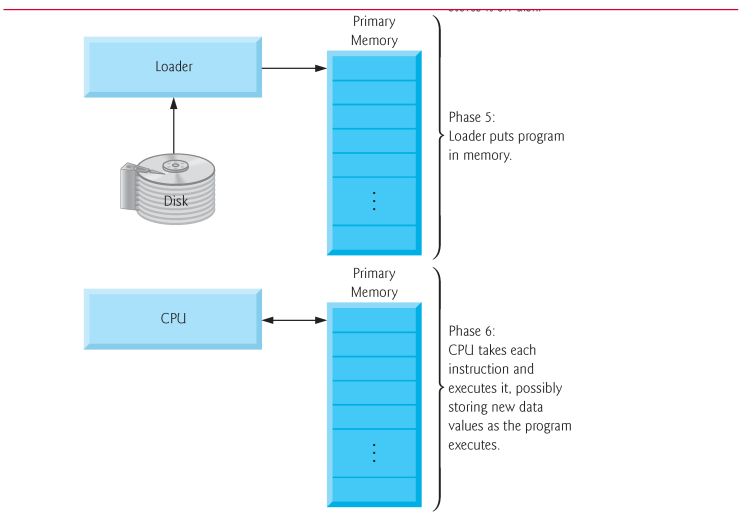 Primary
Memory
Loader
Disk
Phase 5:
Loader puts program
in memory.
Primary
Memory
CPU
Phase 6:
CPU takes each
instruction and
executes it, possibly
storing new data
values as the program
executes.